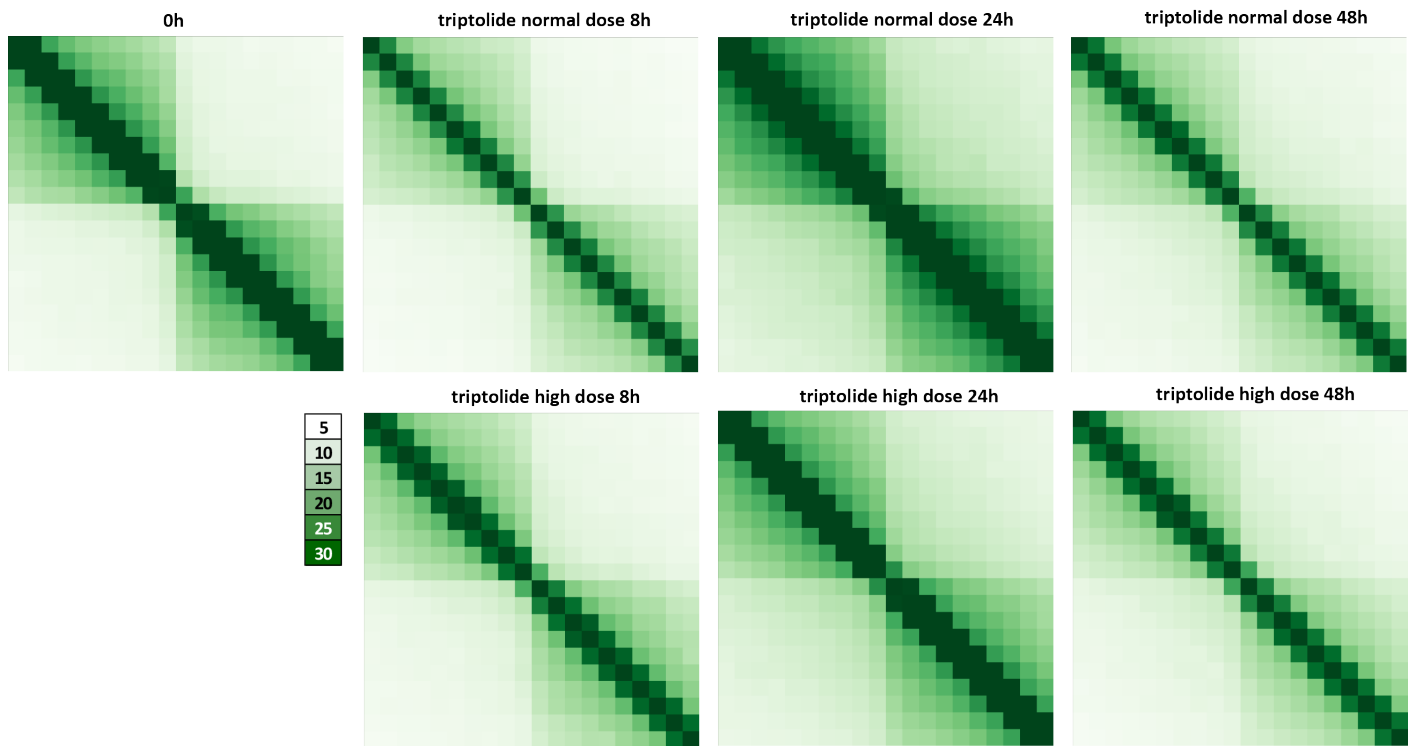 0h
triptolide normal dose 8h
triptolide normal dose 24h
triptolide normal dose 48h
triptolide high dose 8h
triptolide high dose 24h
triptolide high dose 48h
5
10
15
20
25
30